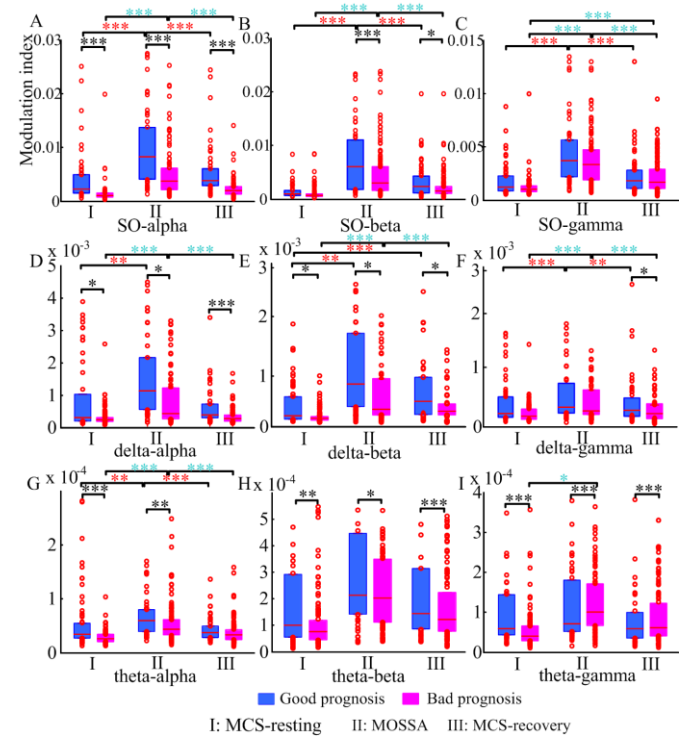 A *** *** B *** *** C ***
*** *** *** *** *** ***
*** *** *** *** * *** ***
Modulation index
0.03 0.03 0.015
0.02 0.02 0.01
0.01 0.01 0.005
0 0 0
I II III I II III I II III
SO-alpha SO-beta SO-gamma
x 10⁻³ x 10⁻³ x 10⁻³
D *** *** E *** *** F *** ***
** *** *** **
** * ** * * * *
* ***
5 3 3
4
3 2 2
2
1 1 1
0 0 0
I II III I II III I II III
delta-alpha delta-beta delta-gamma
x 10⁻⁴ x 10⁻⁴ x 10⁻⁴
G *** *** H I *
** ***
*** ** ** * *** *** *** ***
3 5 4
4 3
2 3
2 2
1 1 1
0 0 0
I II III I II III I II III
theta-alpha theta-beta theta-gamma
Good prognosis Bad prognosis
I: MCS-resting II: MOSSA III: MCS-recovery